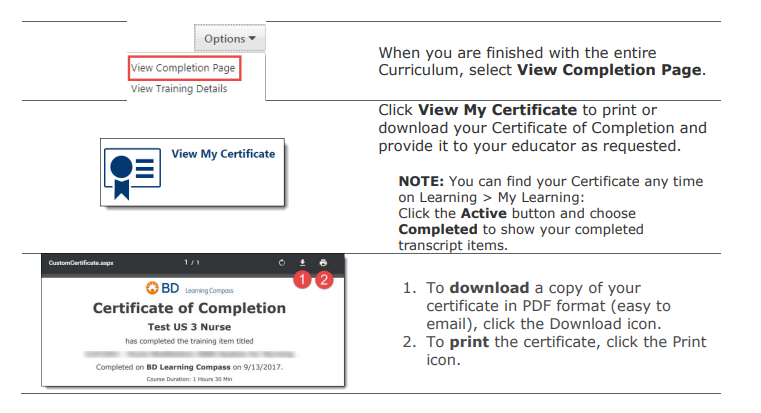 Options
View Completion Page
View Training Details
When you are finished with the entire
Curriculum, select View Completion Page.
View My Certificate
Click View My Certificate to print or
download your Certificate of Completion and
provide it to your educator as requested.
NOTE: You can find your Certificate any time
on Learning > My Learning:
Click the Active button and choose
Completed to show your completed
transcript items.
CustomCertificate.aspx 1 / 1
1 2
BD Learning Compass
Certificate of Completion
Test US 3 Nurse
has completed the training item titled
Completed on BD Learning Compass on 9/13/2017.
Course Duration: 1 Hours 30 Min
1. To download a copy of your
certificate in PDF format (easy to
email), click the Download icon.
2. To print the certificate, click the Print
icon.